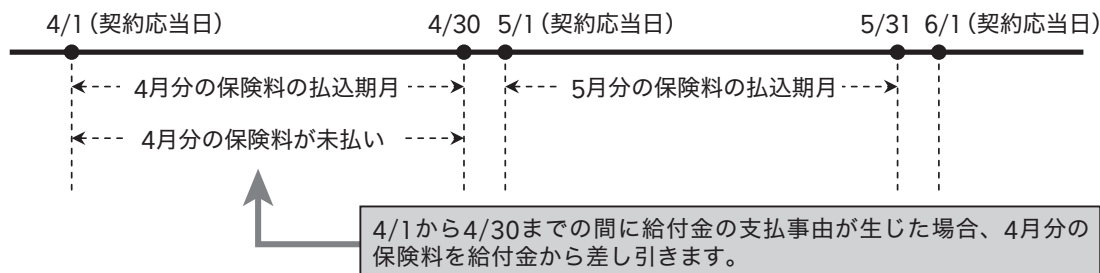 4/1（契約応当日） 4/30 5/1（契約応当日） 5/31 6/1（契約応当日）
4月分の保険料の払込期月 5月分の保険料の払込期月
4月分の保険料が未払い
4/1から4/30までの間に給付金の支払事由が生じた場合、4月分の
保険料を給付金から差し引きます。